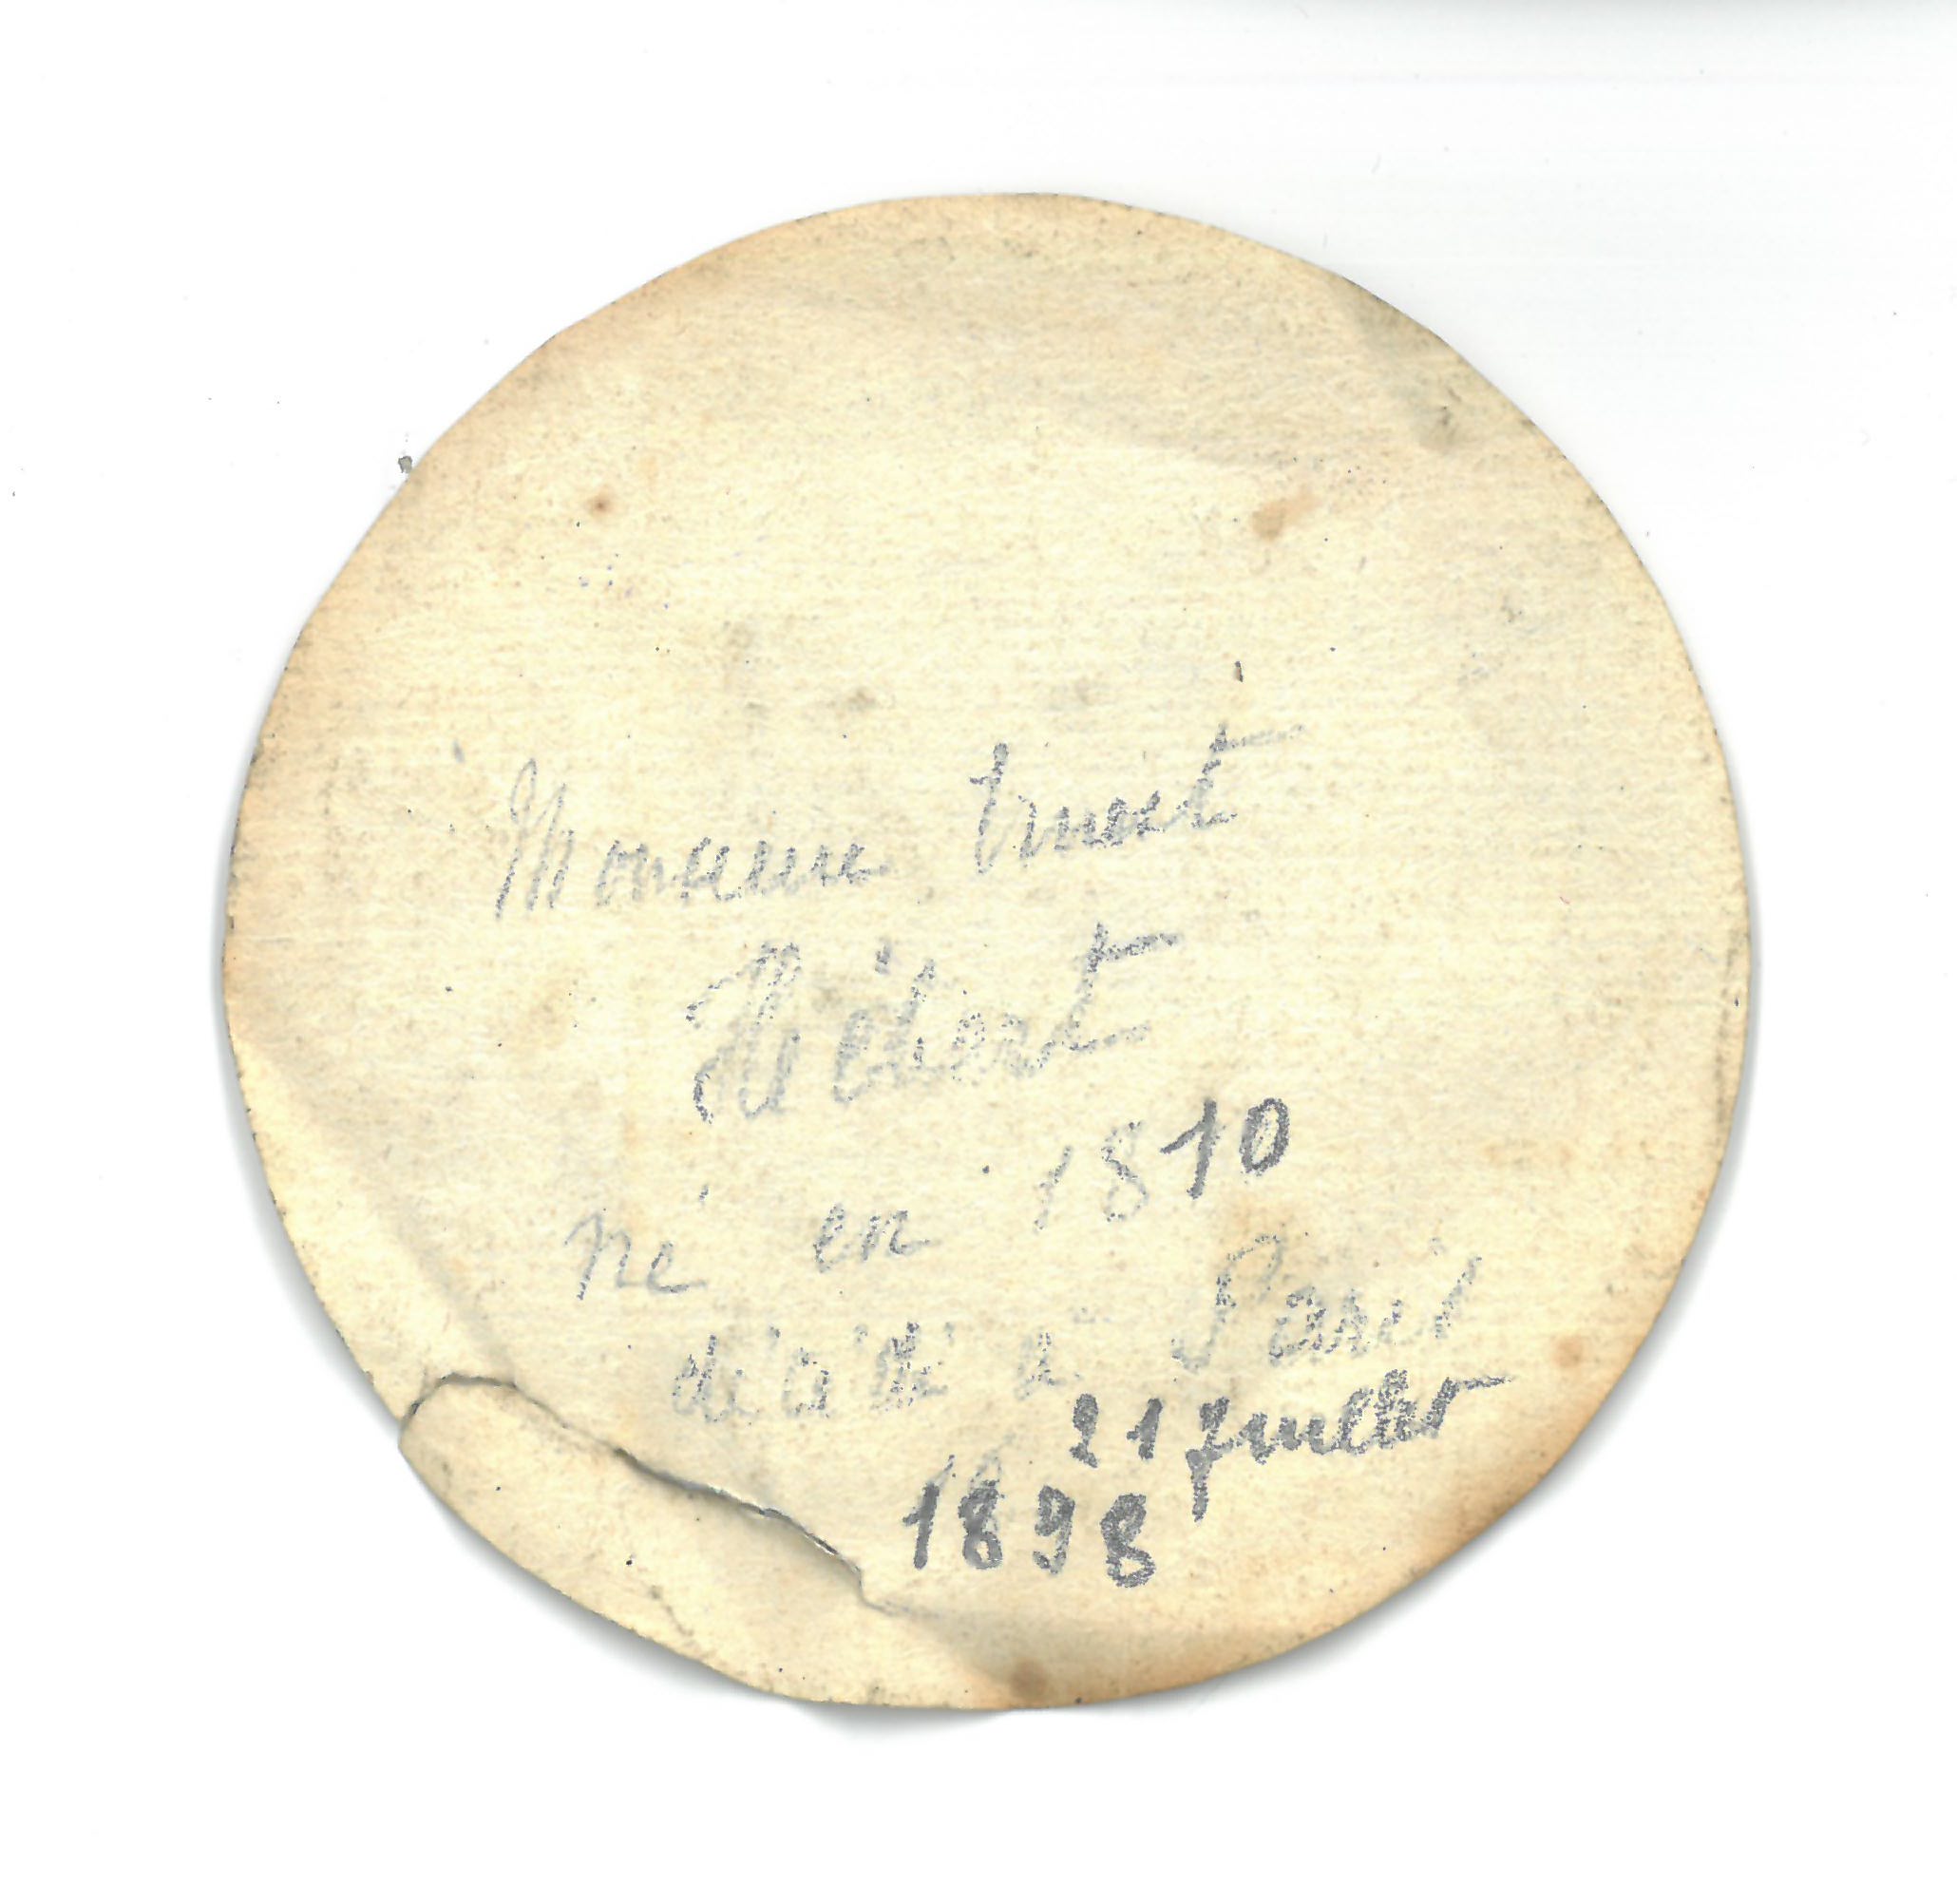 Monsieur Ernest
Hébert
né en 1810
décédé à Paris
21 Juillet
1898